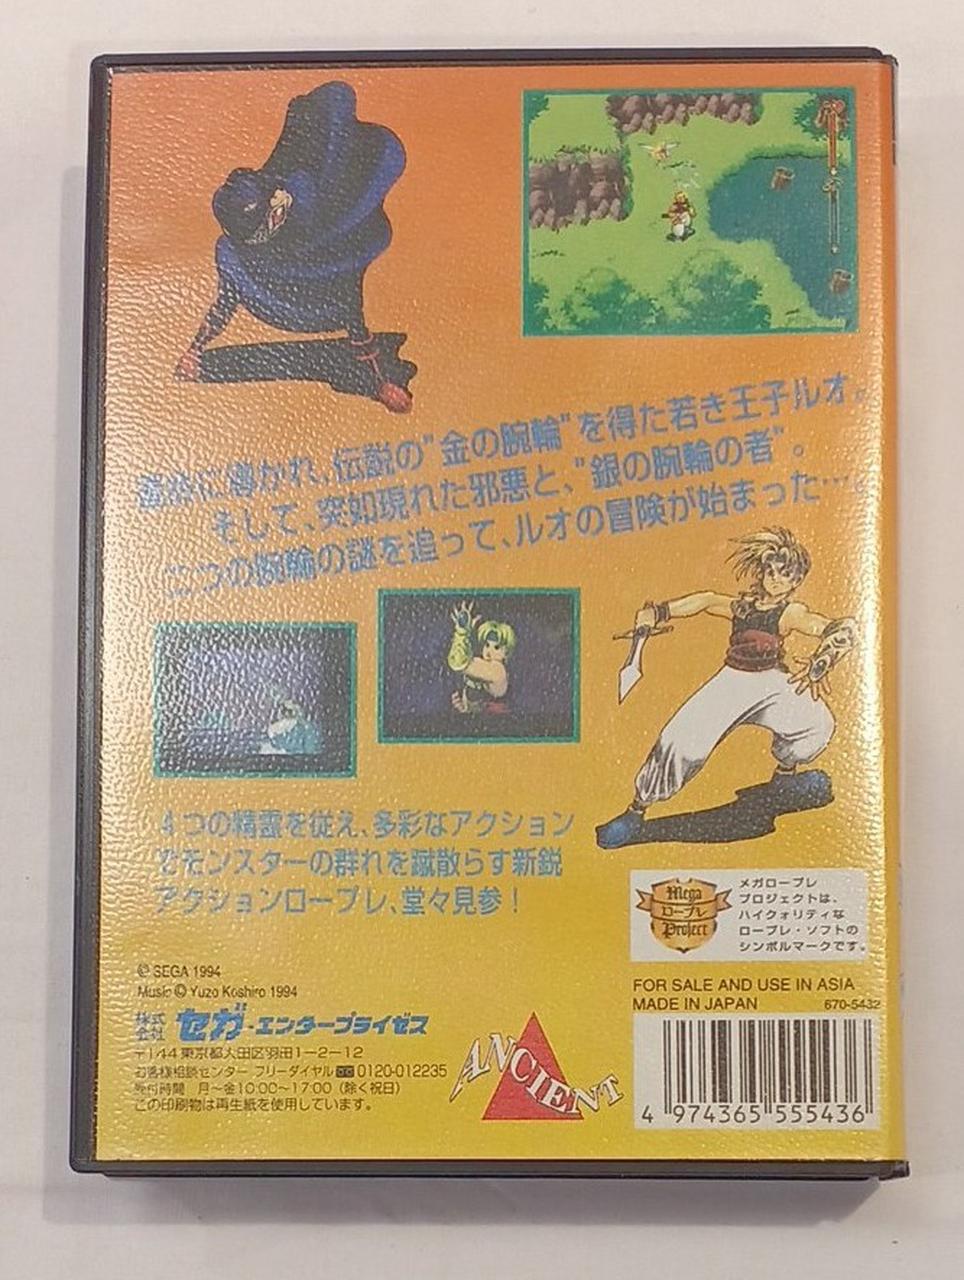 に導かれ、伝説の"金の腕輪"を得た若き王子ルオ。
そして、突如現れた邪悪と、"銀の腕輪の者"。
二つの腕輪の謎を追って、ルオの冒険が始まった…。
4つの精霊を従え、多彩なアクション
でモンスターの群れを蹴散らす新鋭
アクションロープレ、堂々見参！
Mega
ロープレ
Project
メガロープレ
プロジェクトは、
ハイクォリティな
ロープレ・ソフトの
シンボルマークです。
© SEGA 1994
Music © Yuzo Koshiro 1994
株式会社 セガ・エンタープライゼス
〒144 東京都大田区羽田1-2-12
お客様相談センター フリーダイヤル 0120-012235
受付時間 月〜金10:00〜17:00（除く祝日）
この印刷物は再生紙を使用しています。
ANCIENT
FOR SALE AND USE IN ASIA
MADE IN JAPAN 670-5432
4 974365 555436